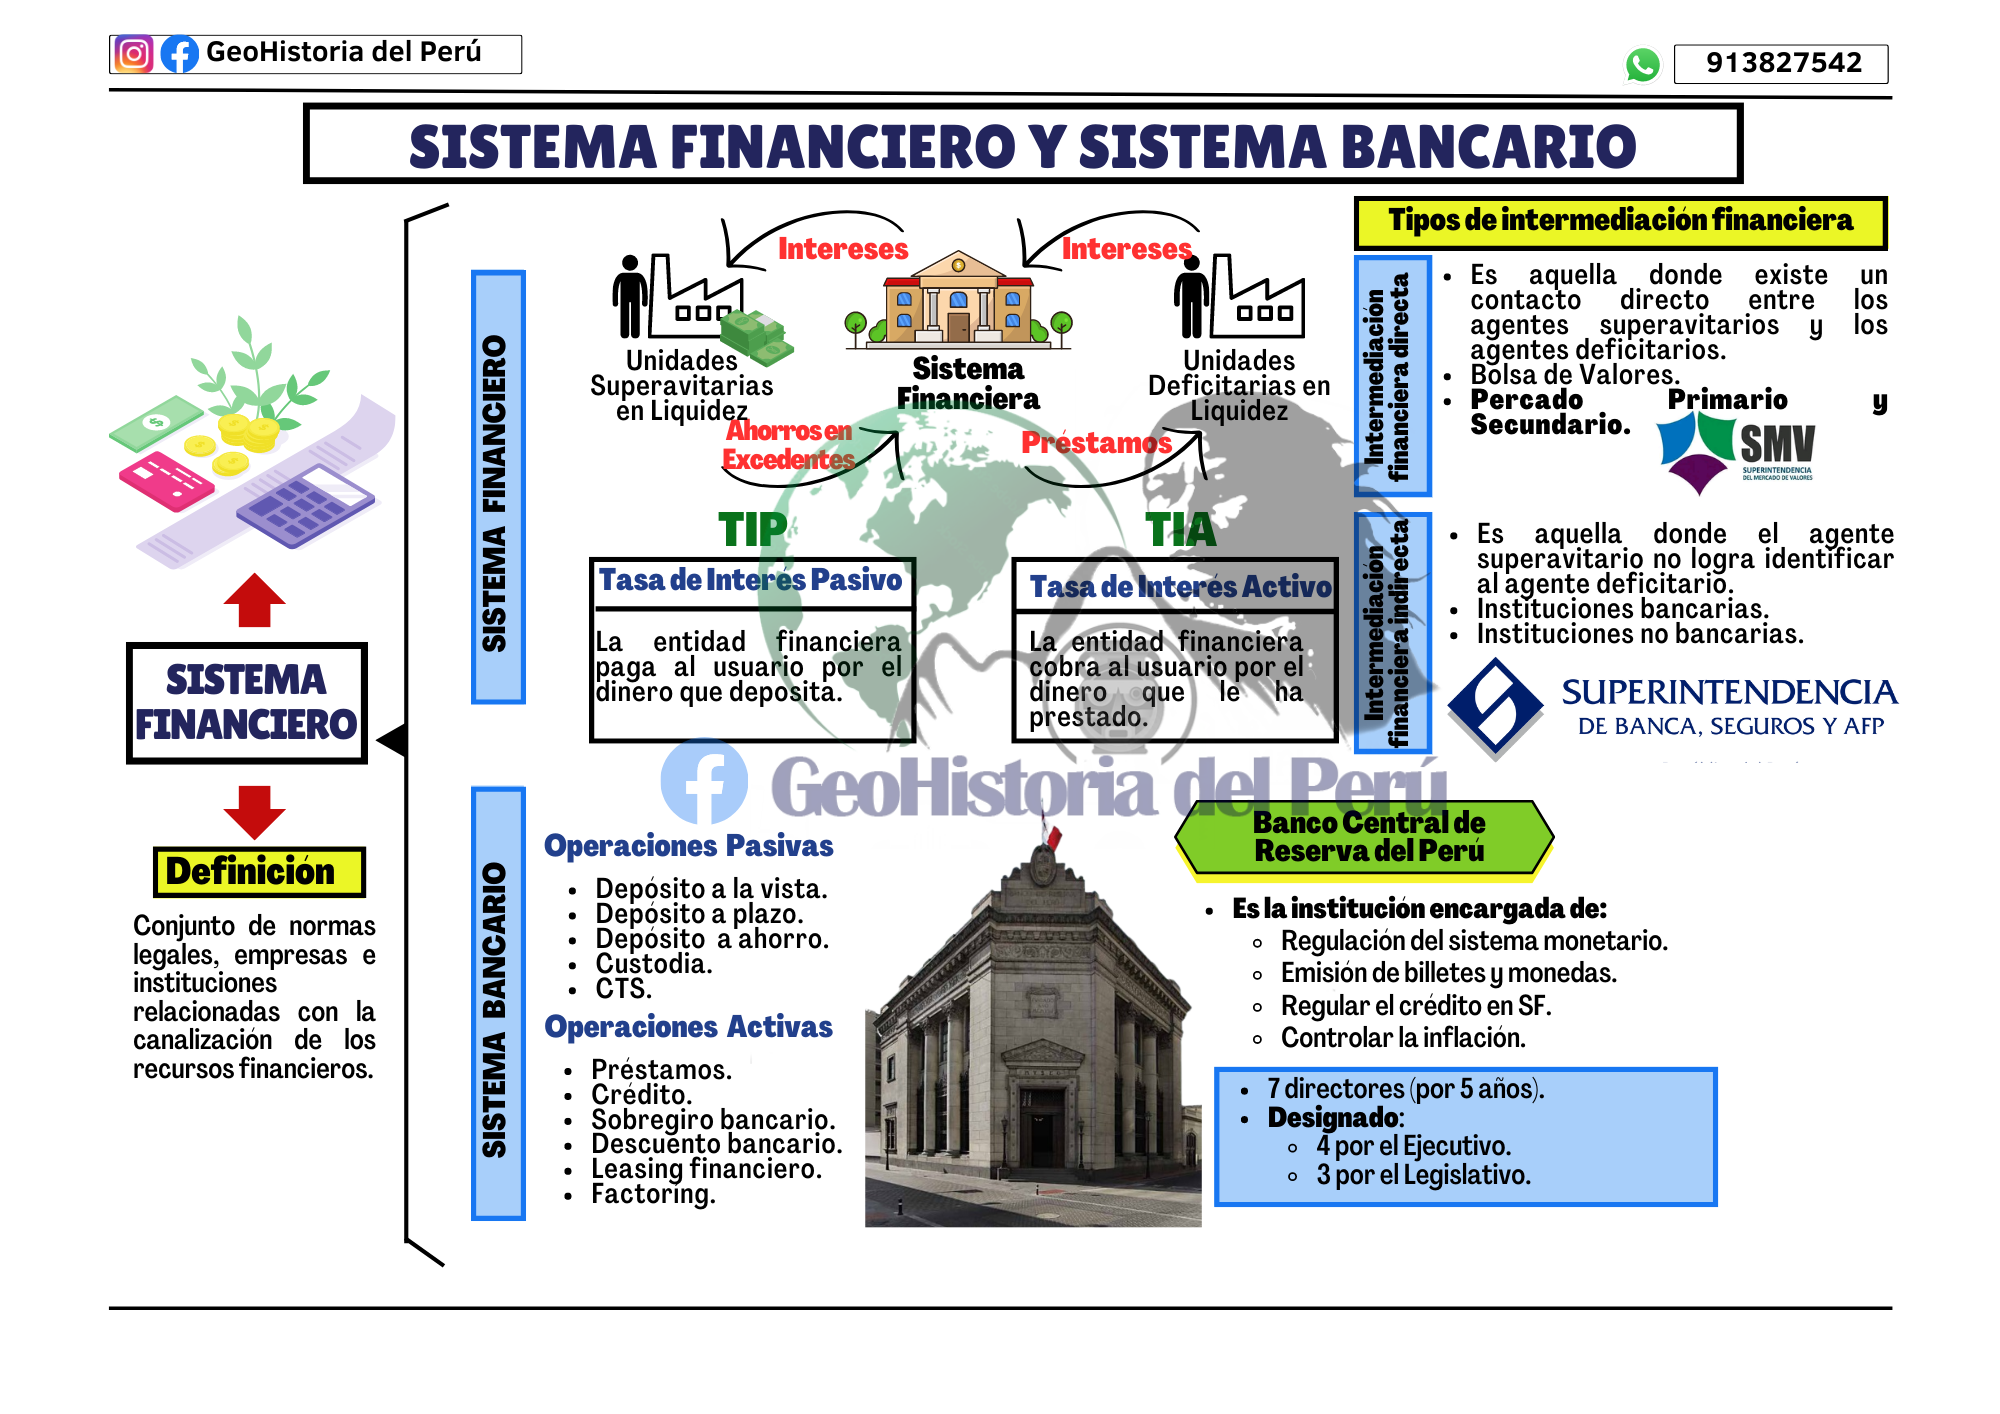 GeoHistoria del Perú
913827542
SISTEMA FINANCIERO Y SISTEMA BANCARIO
SISTEMA
FINANCIERO
Definición
Conjunto de normas
legales, empresas e
instituciones
relacionadas con la
canalización de los
recursos financieros.
SISTEMA FINANCIERO
Intereses
Intereses
Unidades
Superavitarias
en Liquidez
Sistema
Financiera
Unidades
Deficitarias en
Liquidez
Ahorros en
Excedentes
Préstamos
TIP
Tasa de Interés Pasivo
La entidad financiera
paga al usuario por el
dinero que deposita.
TIA
Tasa de Interés Activo
La entidad financiera
cobra al usuario por el
dinero que le ha
prestado.
Tipos de intermediación financiera
Intermediación
financiera directa
Es aquella donde existe un
contacto directo entre los
agentes superavitarios y los
agentes deficitarios.
Bolsa de Valores.
Percado Primario y
Secundario.
SMV
SUPERINTENDENCIA
DEL MERCADO DE VALORES
Intermediación
financiera indirecta
Es aquella donde el agente
superavitario no logra identificar
al agente deficitario.
Instituciones bancarias.
Instituciones no bancarias.
SUPERINTENDENCIA
DE BANCA, SEGUROS Y AFP
GeoHistoria del Perú
SISTEMA BANCARIO
Operaciones Pasivas
Depósito a la vista.
Depósito a plazo.
Depósito a ahorro.
Custodia.
CTS.
Operaciones Activas
Préstamos.
Crédito.
Sobregiro bancario.
Descuento bancario.
Leasing financiero.
Factoring.
Banco Central de
Reserva del Perú
Es la institución encargada de:
Regulación del sistema monetario.
Emisión de billetes y monedas.
Regular el crédito en SF.
Controlar la inflación.
7 directores (por 5 años).
Designado:
4 por el Ejecutivo.
3 por el Legislativo.